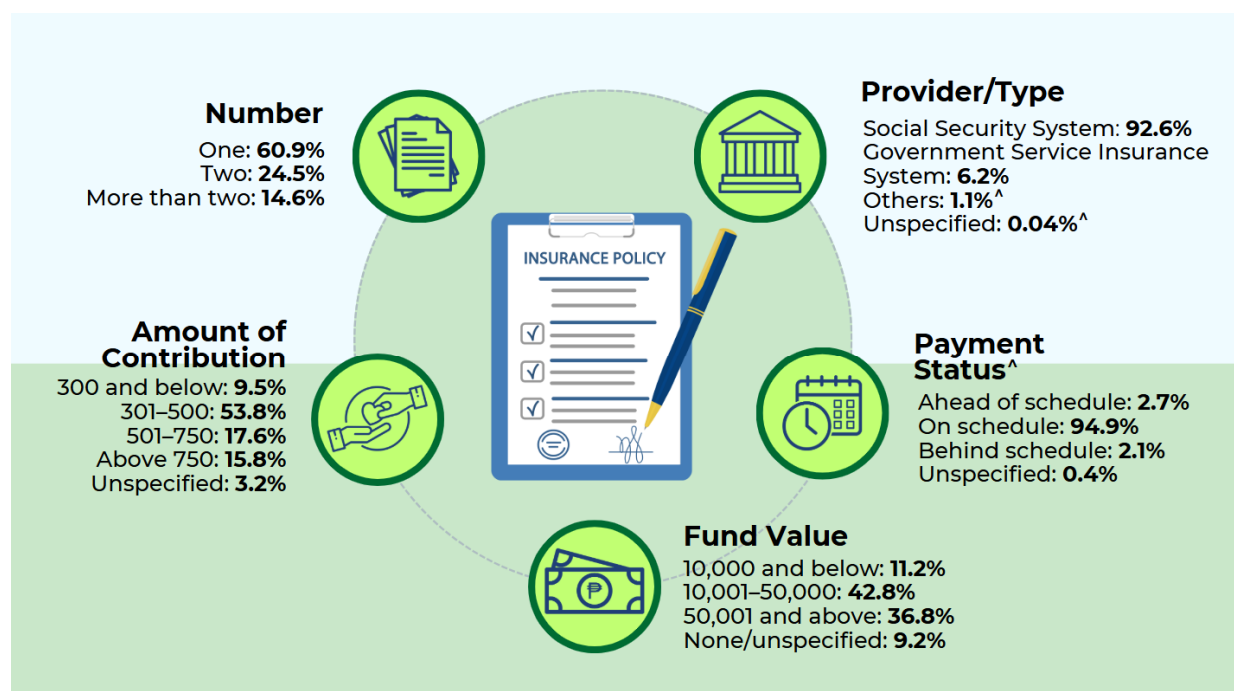 Number
One: 60.9%
Two: 24.5%
More than two: 14.6%
Provider/Type
Social Security System: 92.6%
Government Service Insurance
System: 6.2%
Others: 1.1%^
Unspecified: 0.04%^
INSURANCE POLICY
Amount of
Contribution
300 and below: 9.5%
301–500: 53.8%
501–750: 17.6%
Above 750: 15.8%
Unspecified: 3.2%
Payment
Status^
Ahead of schedule: 2.7%
On schedule: 94.9%
Behind schedule: 2.1%
Unspecified: 0.4%
₱
Fund Value
10,000 and below: 11.2%
10,001–50,000: 42.8%
50,001 and above: 36.8%
None/unspecified: 9.2%